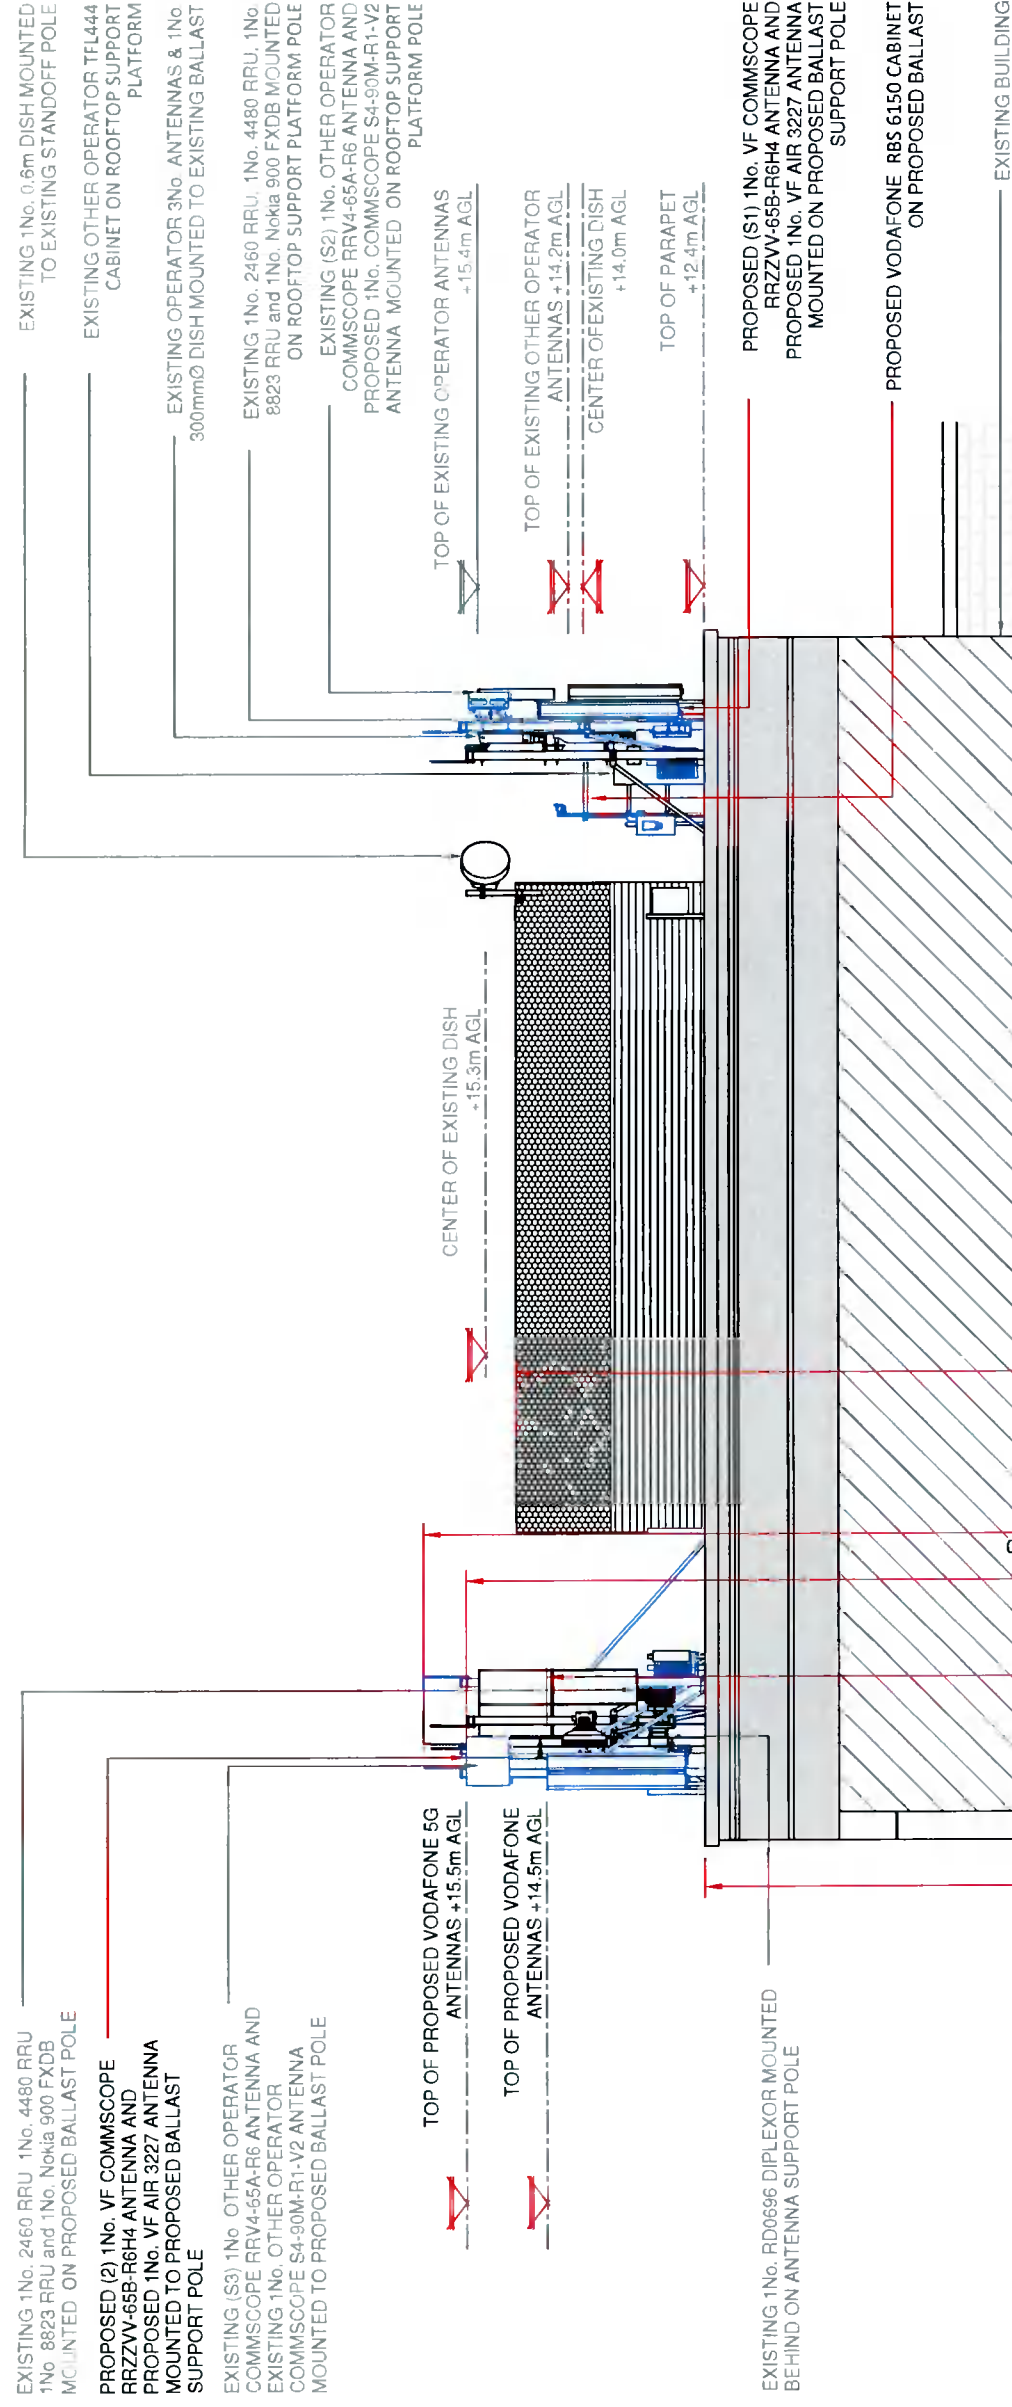 EXISTING 1No. 2460 RRU 1No. 4480 RRU
1No 8823 RRU and 1No. Nokia 900 FXDB
MOUNTED ON PROPOSED BALLAST POLE
PROPOSED (2) 1No. VF COMMSCOPE
RRZZVV-65B-R6H4 ANTENNA AND
PROPOSED 1No. VF AIR 3227 ANTENNA
MOUNTED TO PROPOSED BALLAST
SUPPORT POLE
EXISTING (S3) 1No OTHER OPERATOR
COMMSCOPE RRV4-65A-R6 ANTENNA AND
EXISTING 1No. OTHER OPERATOR
COMMSCOPE S4-90M-R1-V2 ANTENNA
MOUNTED TO PROPOSED BALLAST POLE
TOP OF PROPOSED VODAFONE 5G
ANTENNAS +15.5m AGL
TOP OF PROPOSED VODAFONE
ANTENNAS +14.5m AGL
EXISTING 1No. RD0696 DIPLEXOR MOUNTED
BEHIND ON ANTENNA SUPPORT POLE
CENTER OF EXISTING DISH
+15.3m AGL
EXISTING 1No. 0.6m DISH MOUNTED
TO EXISTING STANDOFF POLE
EXISTING OTHER OPERATOR TFL444
CABINET ON ROOFTOP SUPPORT
PLATFORM
EXISTING OPERATOR 3No. ANTENNAS & 1No.
300mmØ DISH MOUNTED TO EXISTING BALLAST
EXISTING 1No. 2460 RRU. 1No. 4480 RRU, 1No.
8823 RRU and 1No. Nokia 900 FXDB MOUNTED
ON ROOFTOP SUPPORT PLATFORM POLE
EXISTING (S2) 1No. OTHER OPERATOR
COMMSCOPE RRV4-65A-R6 ANTENNA AND
PROPOSED 1No. COMMSCOPE S4-90M-R1-V2
ANTENNA MOUNTED ON ROOFTOP SUPPORT
PLATFORM POLE
TOP OF EXISTING OPERATOR ANTENNAS
+15.4m AGL
TOP OF EXISTING OTHER OPERATOR
ANTENNAS +14.2m AGL
CENTER OF EXISTING DISH
+14.0m AGL
TOP OF PARAPET
+12.4m AGL
PROPOSED (S1) 1No. VF COMMSCOPE
RRZZVV-65B-R6H4 ANTENNA AND
PROPOSED 1No. VF AIR 3227 ANTENNA
MOUNTED ON PROPOSED BALLAST
SUPPORT POLE
PROPOSED VODAFONE RBS 6150 CABINET
ON PROPOSED BALLAST
EXISTING BUILDING